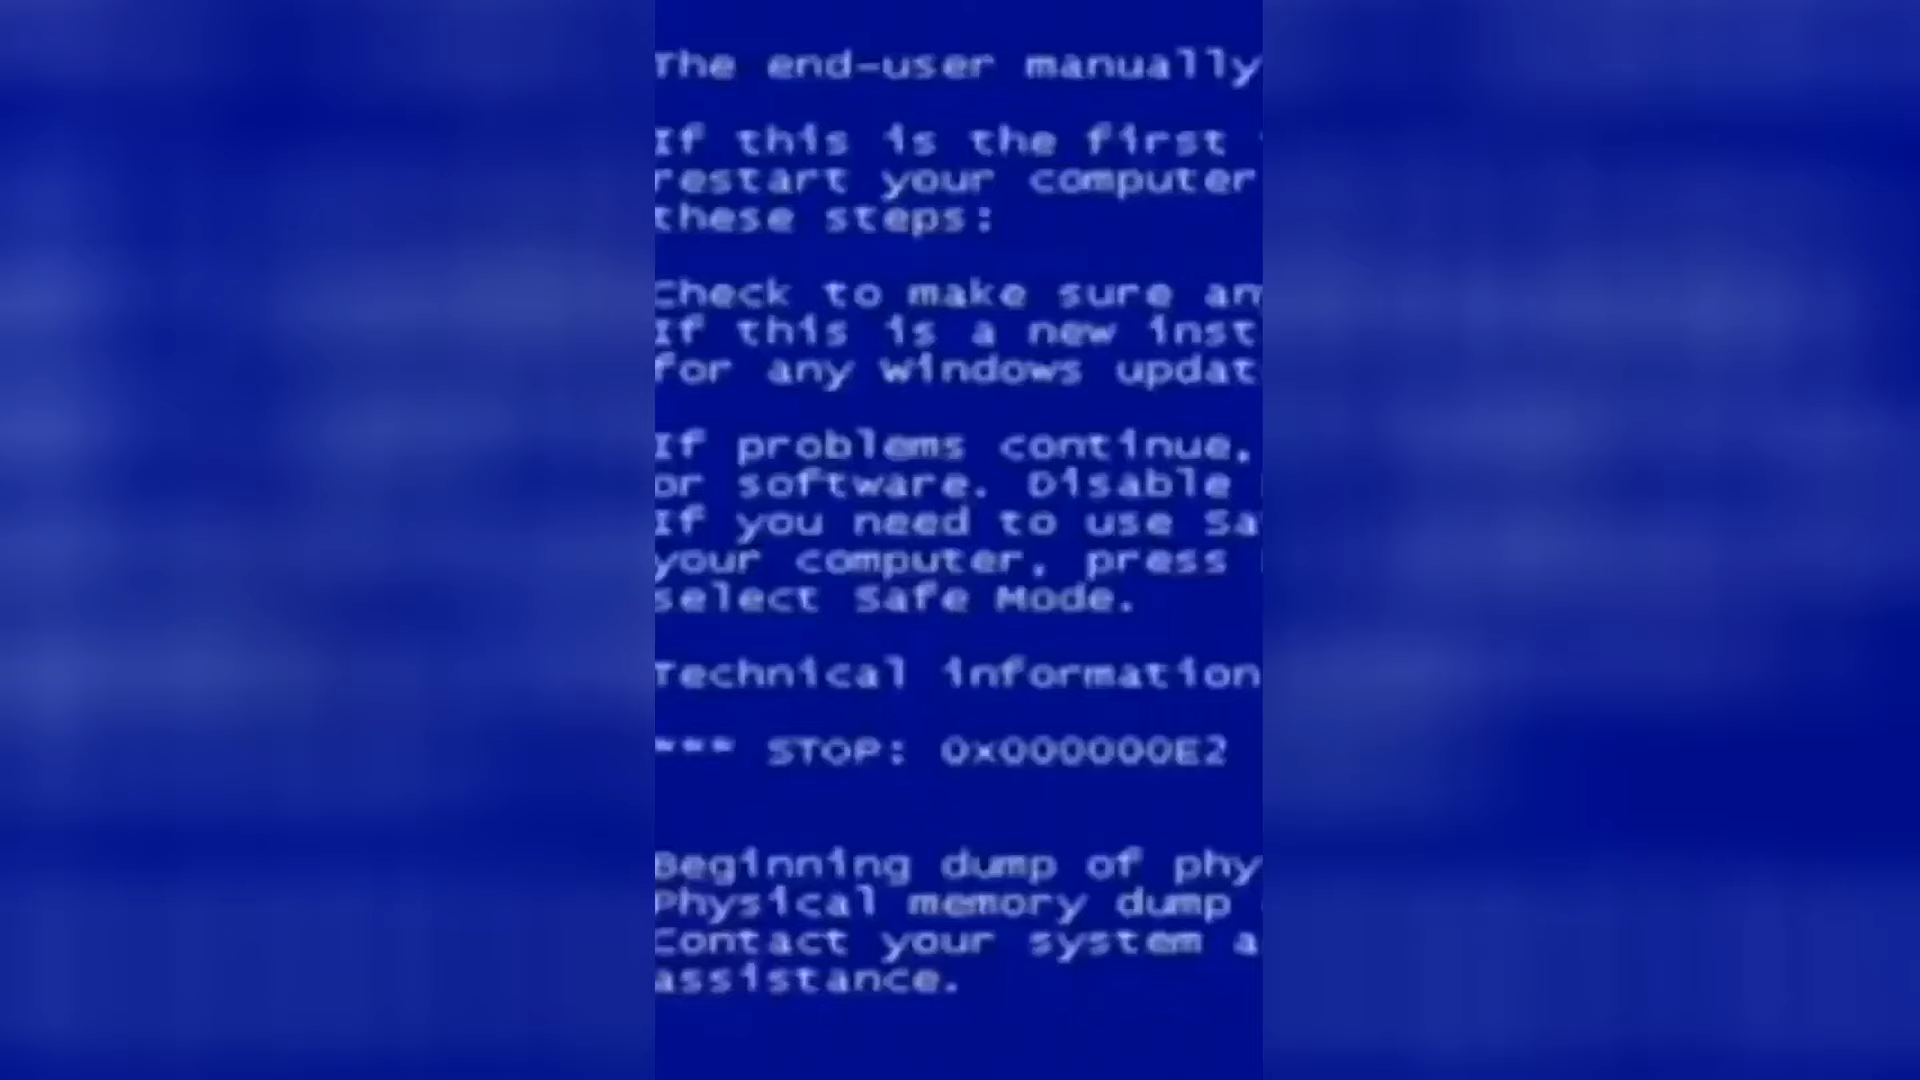 The end-user manually
If this is the first
restart your computer
these steps:
Check to make sure an
If this is a new inst
for any Windows updat
If problems continue,
or software. Disable
If you need to use Sa
your computer, press
select Safe Mode.
Technical information
*** STOP: 0x000000E2
Beginning dump of phy
Physical memory dump
Contact your system a
assistance.